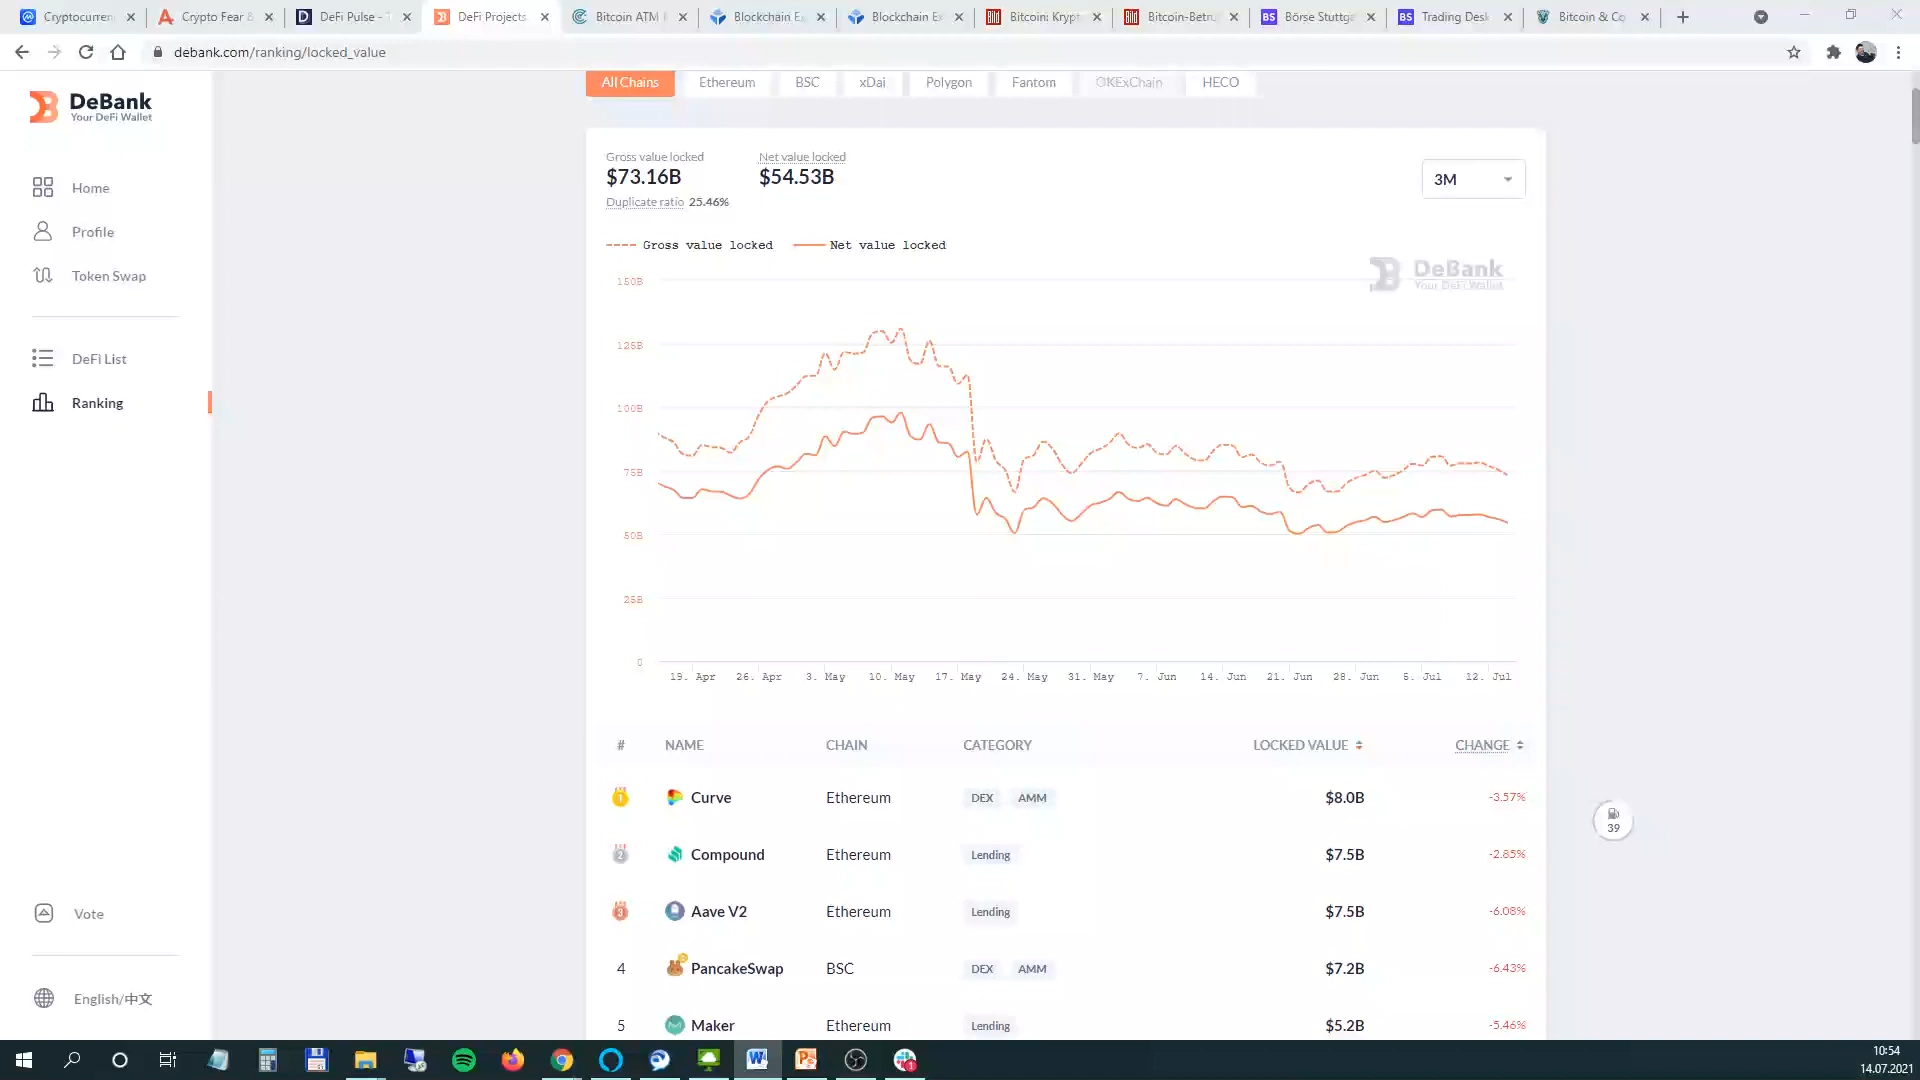 Cryptocurren
Crypto Fear &
DeFi Pulse -
DeFi Projects
Bitcoin ATM
Blockchain E
Blockchain Ex
Bitcoin: Krypt
Bitcoin-Betru
Börse Stuttga
Trading Desk
Bitcoin & Co
debank.com/ranking/locked_value
All Chains Ethereum BSC xDai Polygon Fantom OKExChain HECO
DeBank
Your DeFi Wallet
Home
Profile
Token Swap
DeFi List
Ranking
Vote
English/中文
Gross value locked Net value locked
$73.16B $54.53B
Duplicate ratio 25.46%
3M
Gross value locked Net value locked
DeBank
Your DeFi Wallet
150B
125B
100B
75B
50B
25B
0
19. Apr 26. Apr 3. May 10. May 17. May 24. May 31. May 7. Jun 14. Jun 21. Jun 28. Jun 5. Jul 12. Jul
# NAME CHAIN CATEGORY LOCKED VALUE CHANGE
1 Curve Ethereum DEX AMM $8.0B -3.57%
2 Compound Ethereum Lending $7.5B -2.85%
3 Aave V2 Ethereum Lending $7.5B -6.08%
4 PancakeSwap BSC DEX AMM $7.2B -6.43%
5 Maker Ethereum Lending $5.2B -5.46%
39
10:54
14.07.2021